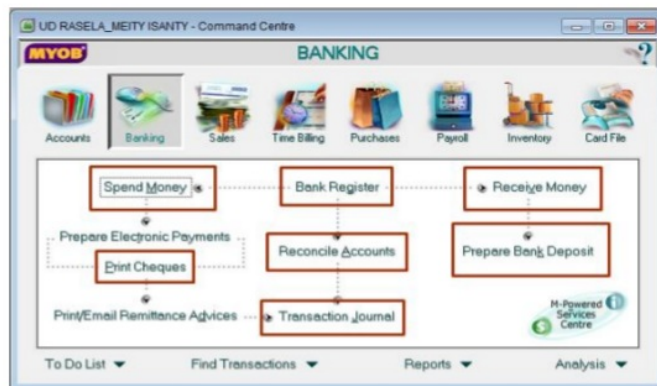 UD RASELA_MEITY ISANTY - Command Centre
MYOB BANKING ?
Accounts Banking Sales Time Billing Purchases Payroll Inventory Card File
Spend Money Bank Register Receive Money
Prepare Electronic Payments
Reconcile Accounts Prepare Bank Deposit
Print Cheques
M-Powered
Services
Centre
Print/Email Remittance Advices Transaction Journal
To Do List Find Transactions Reports Analysis